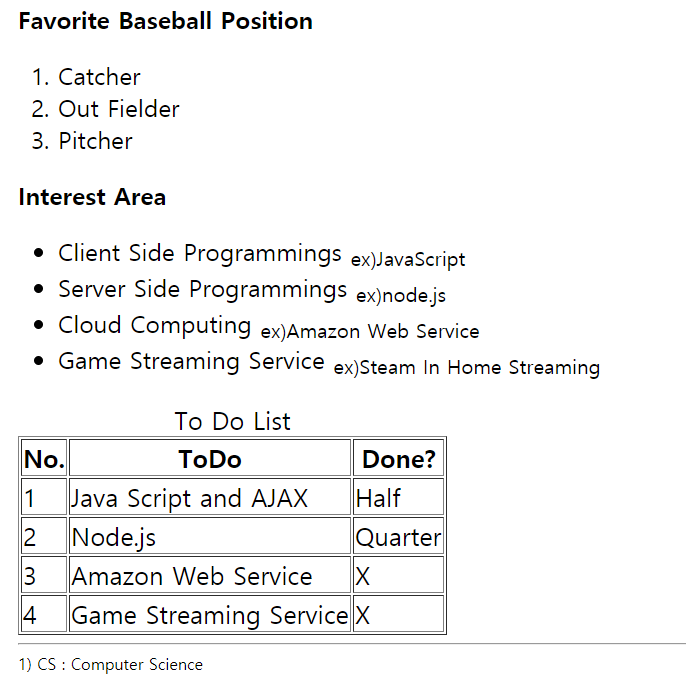 Favorite Baseball Position
1. Catcher
2. Out Fielder
3. Pitcher
Interest Area
• Client Side Programmings ex)JavaScript
• Server Side Programmings ex)node.js
• Cloud Computing ex)Amazon Web Service
• Game Streaming Service ex)Steam In Home Streaming
To Do List
No. ToDo Done?
1 Java Script and AJAX Half
2 Node.js Quarter
3 Amazon Web Service X
4 Game Streaming Service X
1) CS : Computer Science